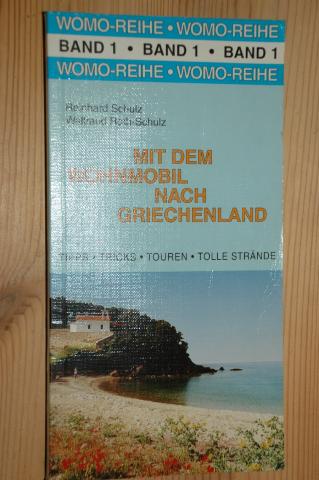 WOMO-REIHE • WOMO-REIHE
BAND 1 • BAND 1 • BAND 1
WOMO-REIHE • WOMO-REIHE
Reinhard Schulz
Waltraud Roth-Schulz
MIT DEM
WOHNMOBIL
NACH
GRIECHENLAND
TIPPS • TRICKS • TOUREN • TOLLE STRÄNDE